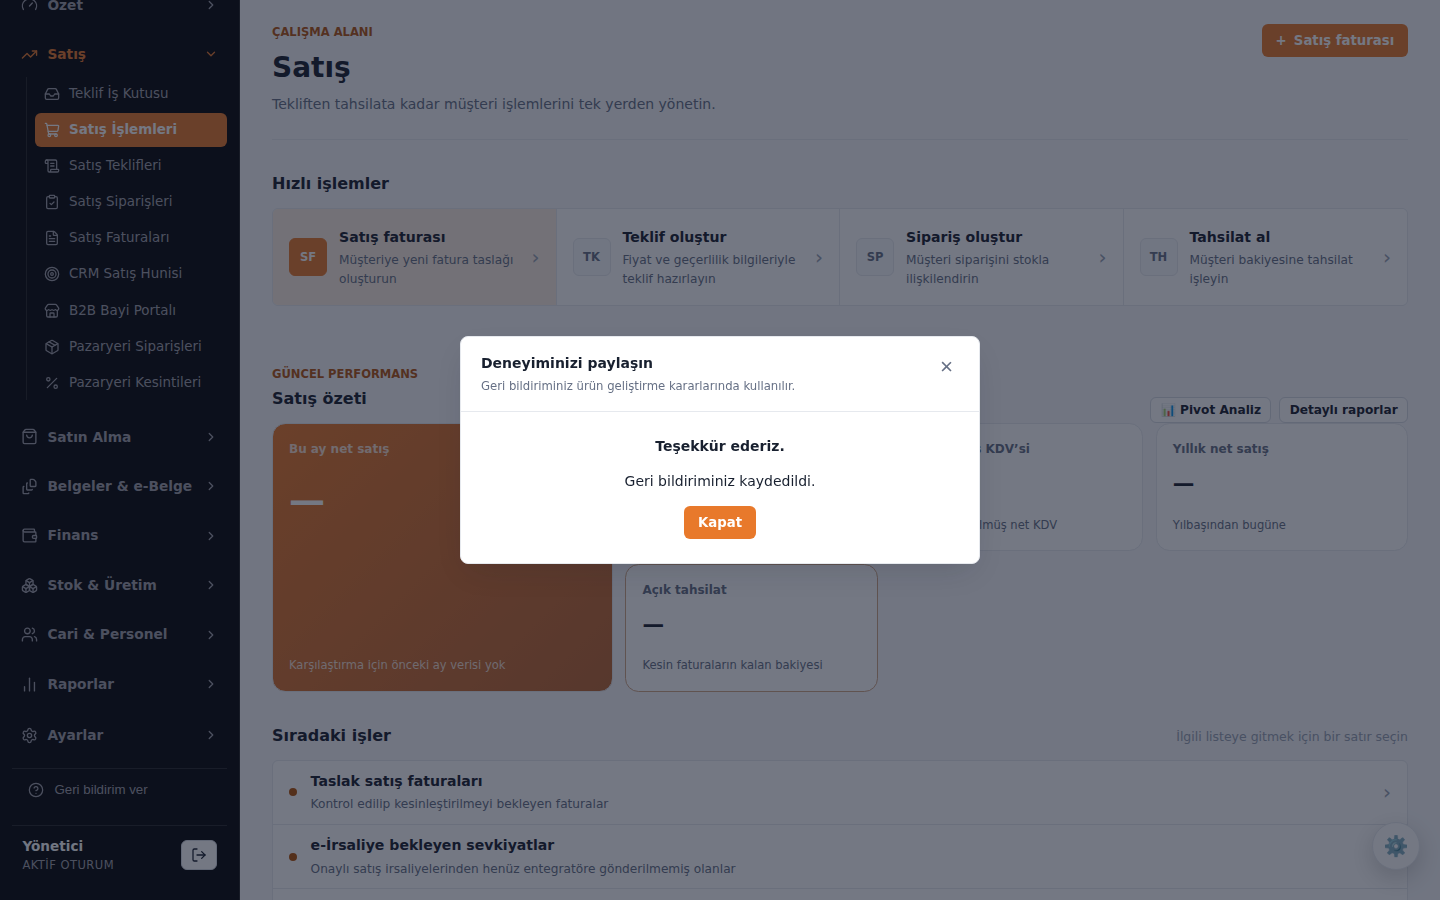 Özet
Satış
Teklif İş Kutusu
Satış İşlemleri
Satış Teklifleri
Satış Siparişleri
Satış Faturaları
CRM Satış Hunisi
B2B Bayi Portalı
Pazaryeri Siparişleri
Pazaryeri Kesintileri
Satın Alma
Belgeler & e-Belge
Finans
Stok & Üretim
Cari & Personel
Raporlar
Ayarlar
Geri bildirim ver
Yönetici
AKTİF OTURUM
ÇALIŞMA ALANI
Satış
Tekliften tahsilata kadar müşteri işlemlerini tek yerden yönetin.
+ Satış faturası
Hızlı işlemler
SF
Satış faturası
Müşteriye yeni fatura taslağı
oluşturun
TK
Teklif oluştur
Fiyat ve geçerlilik bilgileriyle
teklif hazırlayın
SP
Sipariş oluştur
Müşteri siparişini stokla
ilişkilendirin
TH
Tahsilat al
Müşteri bakiyesine tahsilat
işleyin
GÜNCEL PERFORMANS
Satış özeti
Pivot Analiz
Detaylı raporlar
Bu ay net satış
—
Karşılaştırma için önceki ay verisi yok
KDV’si
net KDV
Yıllık net satış
—
Yılbaşından bugüne
Açık tahsilat
—
Kesin faturaların kalan bakiyesi
Deneyiminizi paylaşın
Geri bildiriminiz ürün geliştirme kararlarında kullanılır.
Teşekkür ederiz.
Geri bildiriminiz kaydedildi.
Kapat
Sıradaki işler
İlgili listeye gitmek için bir satır seçin
Taslak satış faturaları
Kontrol edilip kesinleştirilmeyi bekleyen faturalar
e-İrsaliye bekleyen sevkiyatlar
Onaylı satış irsaliyelerinden henüz entegratöre gönderilmemiş olanlar